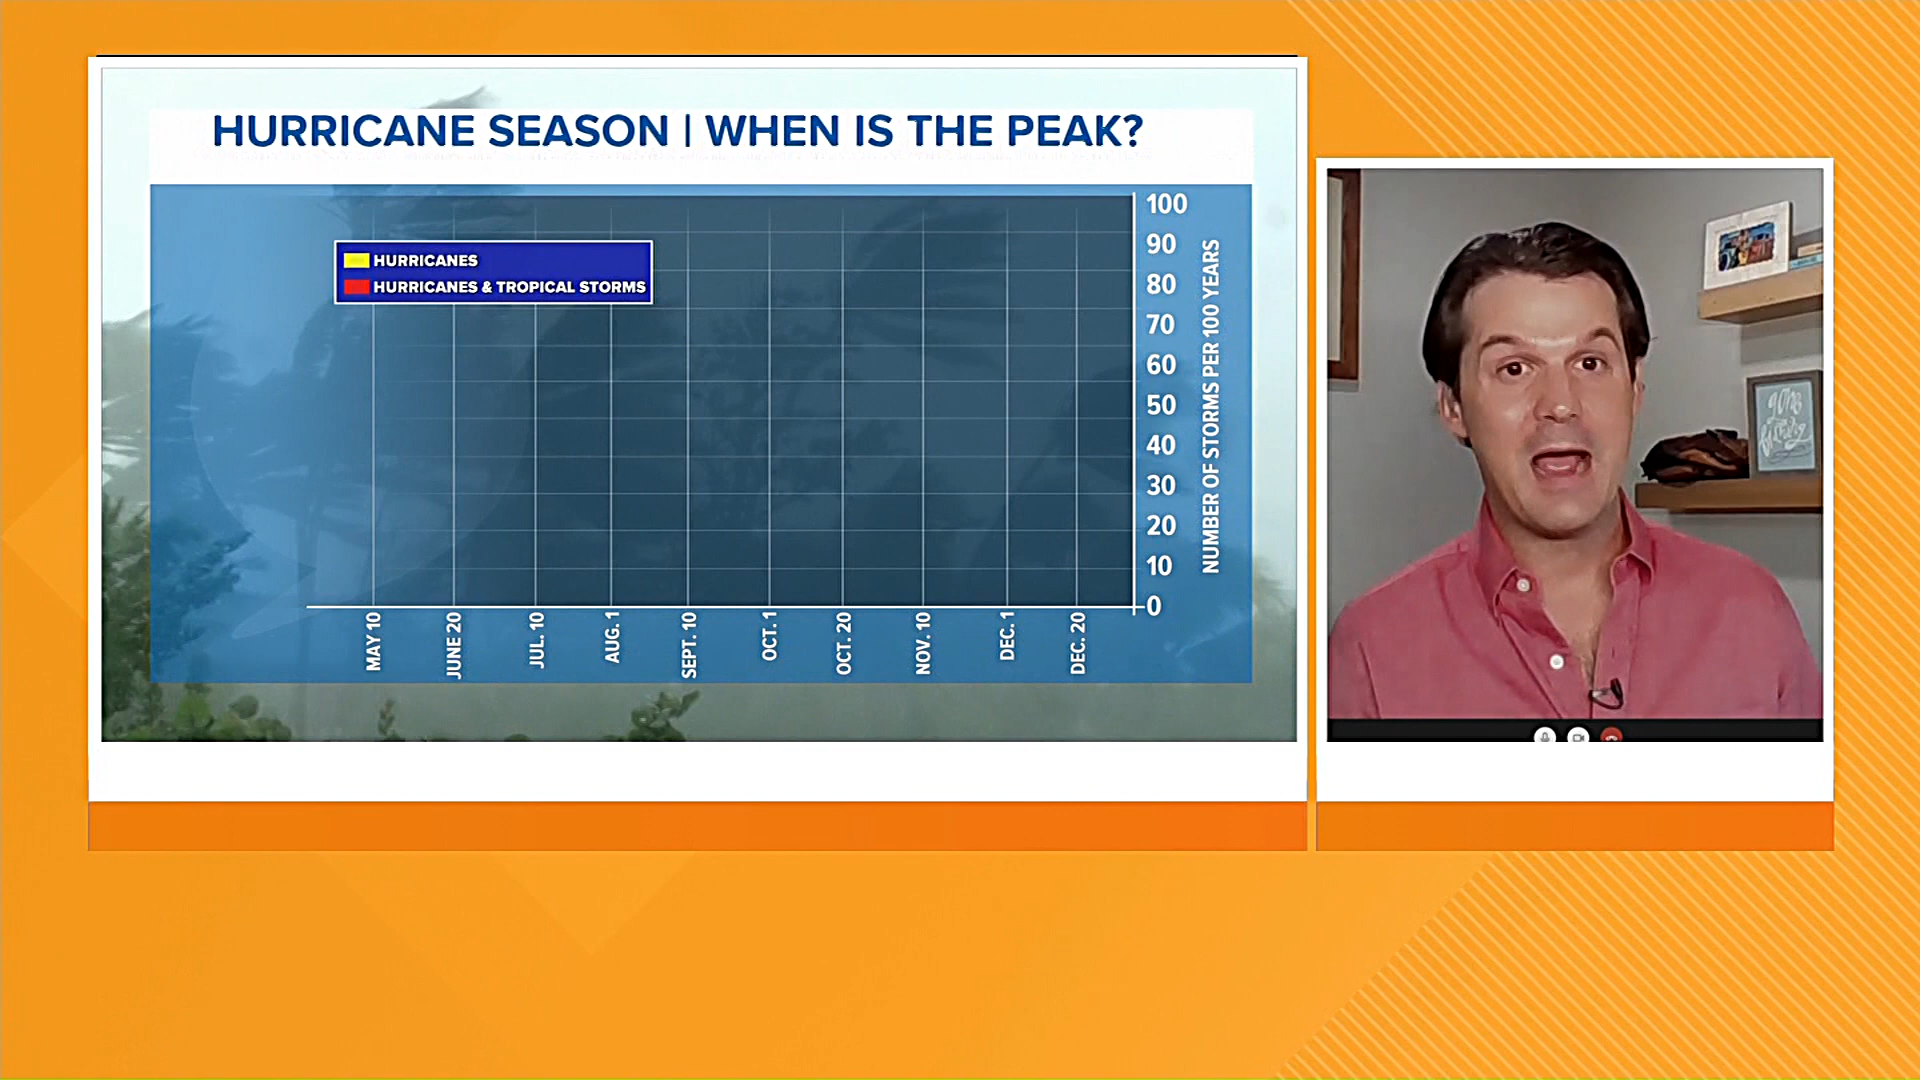 HURRICANE SEASON | WHEN IS THE PEAK?
HURRICANES
HURRICANES & TROPICAL STORMS
100
90
80
70
60
50
40
30
20
10
0
NUMBER OF STORMS PER 100 YEARS
MAY 10
JUNE 20
JUL. 10
AUG. 1
SEPT. 10
OCT. 1
OCT. 20
NOV. 10
DEC. 1
DEC. 20